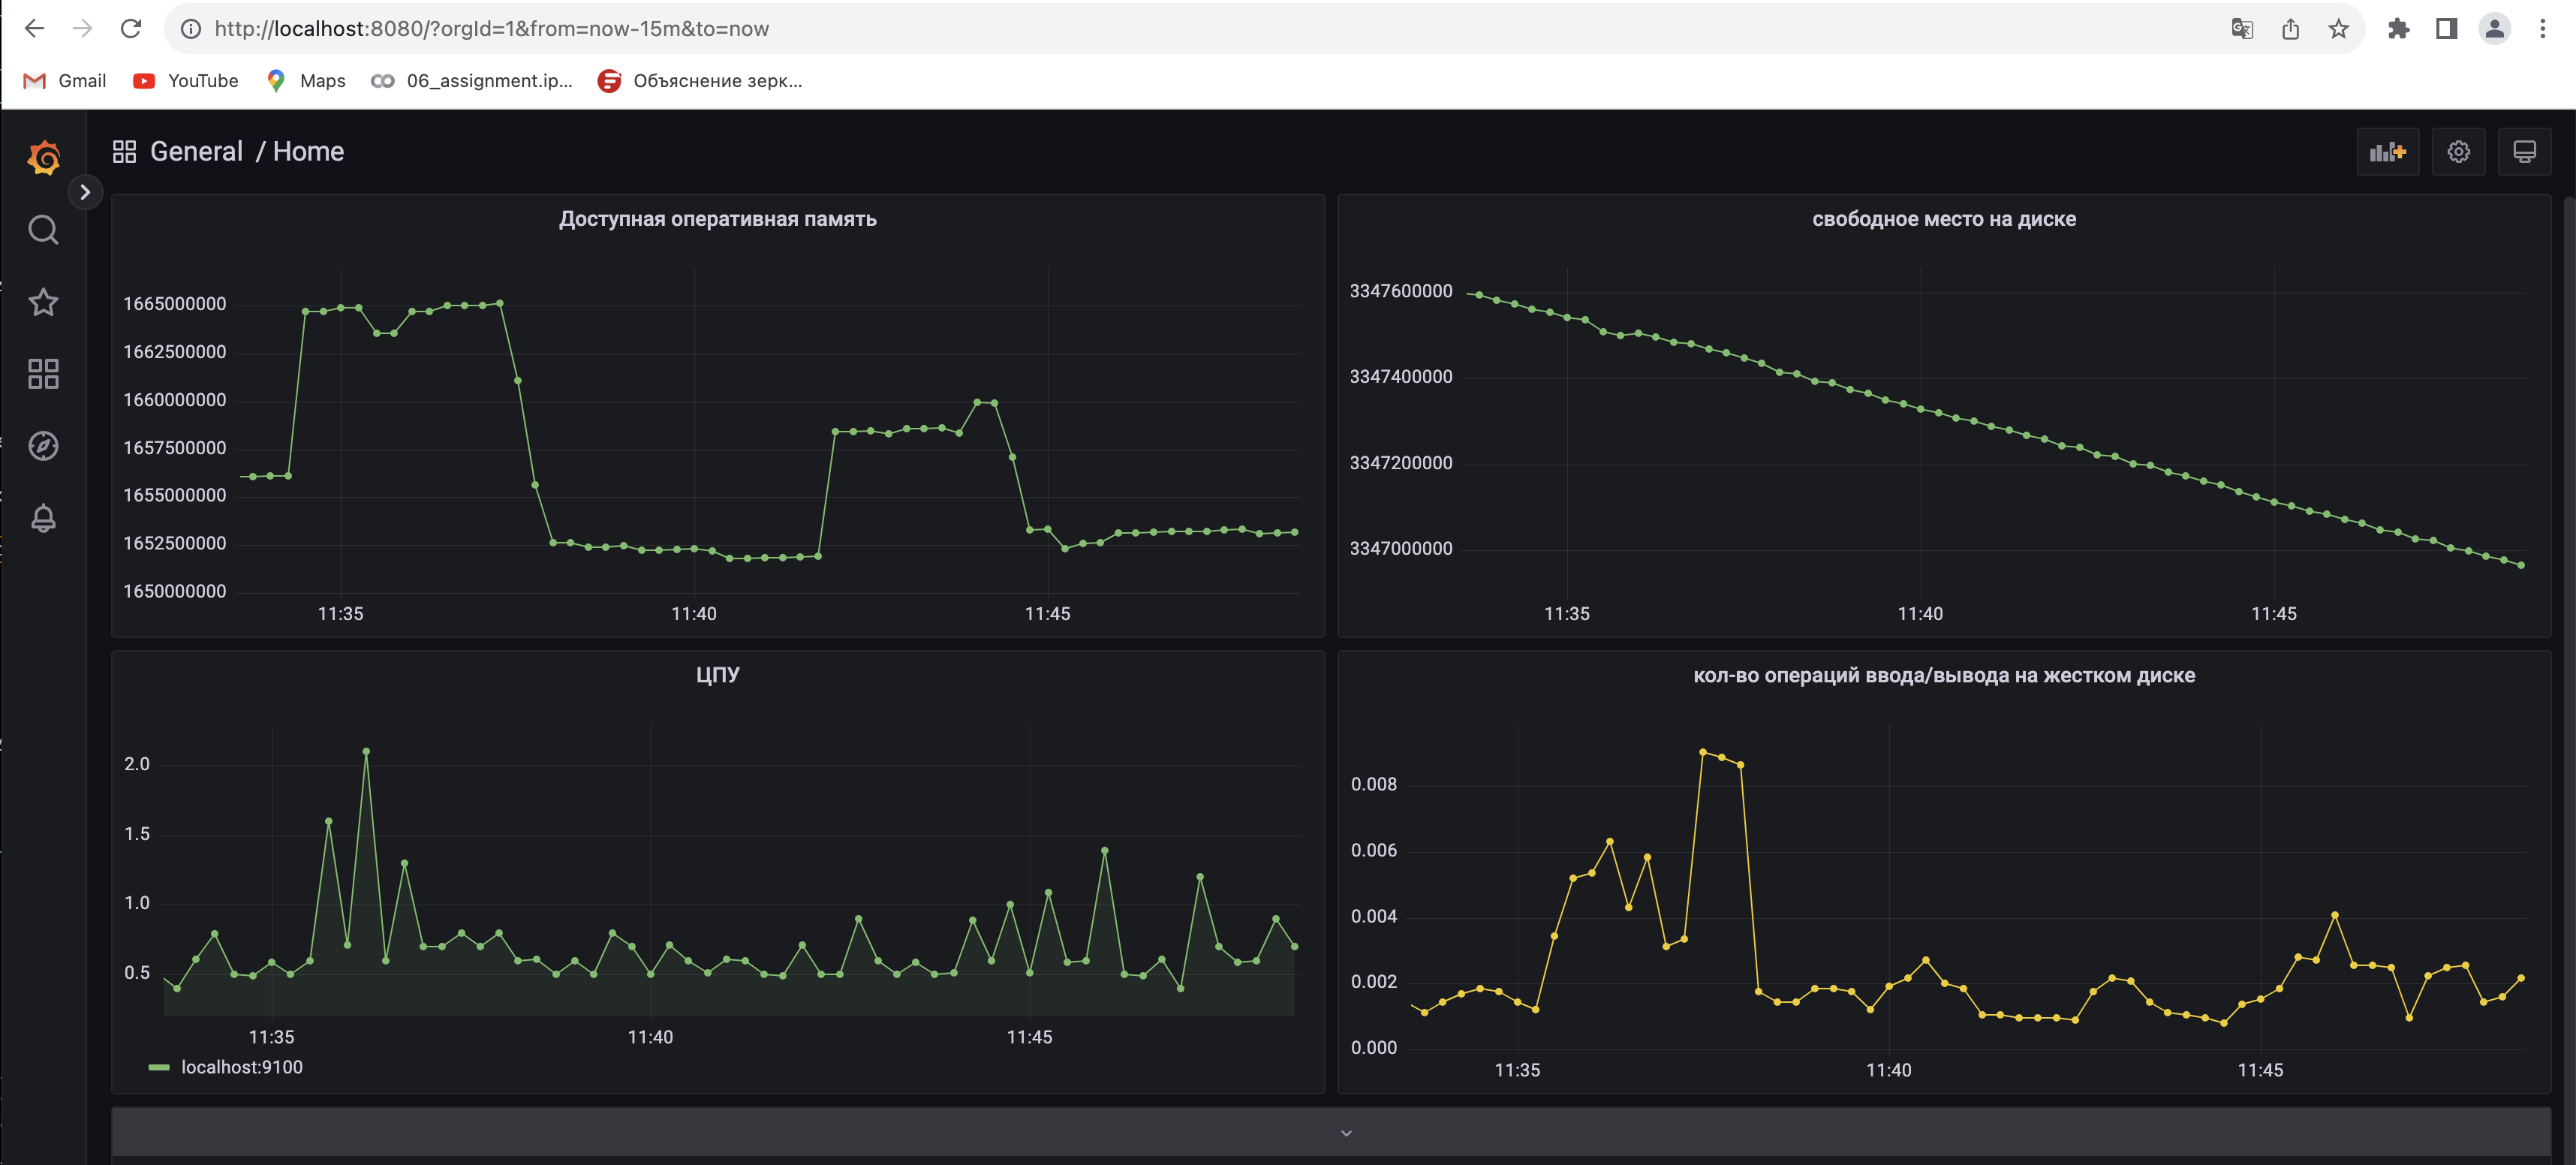 http://localhost:8080/?orgId=1&from=now-15m&to=now
Gmail YouTube Maps 06_assignment.ip... Объяснение зерк...
General / Home
Доступная оперативная память
1665000000
1662500000
1660000000
1657500000
1655000000
1652500000
1650000000
11:35 11:40 11:45
свободное место на диске
3347600000
3347400000
3347200000
3347000000
11:35 11:40 11:45
ЦПУ
2.0
1.5
1.0
0.5
11:35 11:40 11:45
localhost:9100
кол-во операций ввода/вывода на жестком диске
0.008
0.006
0.004
0.002
0.000
11:35 11:40 11:45